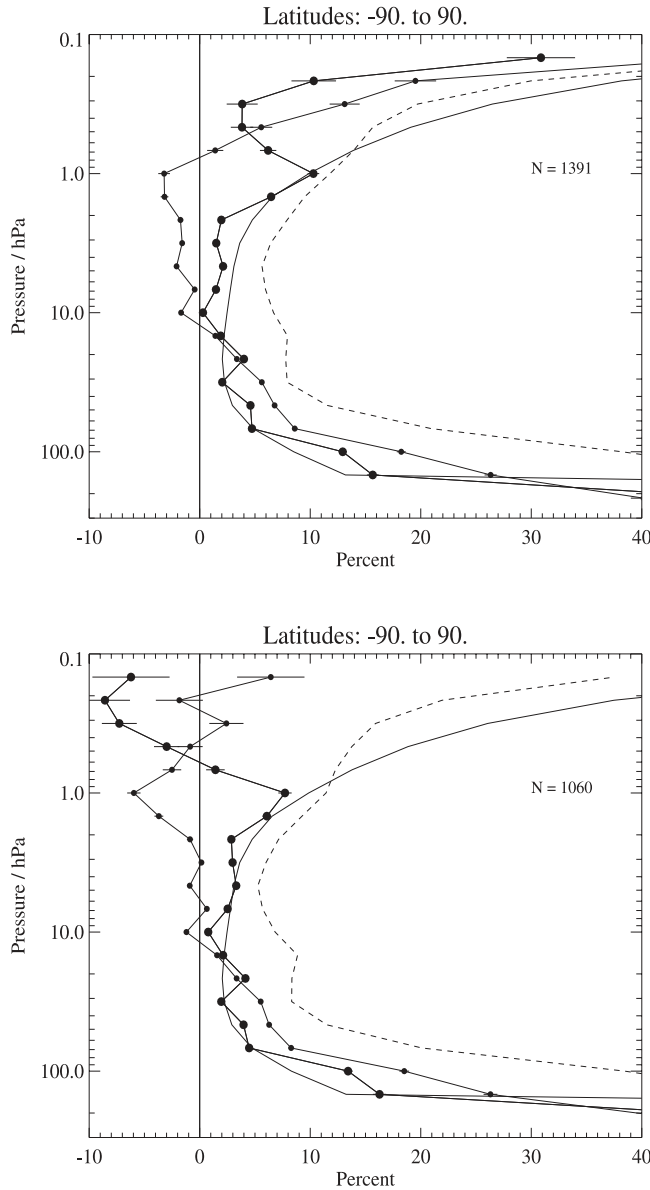 Latitudes: -90. to 90.
0.1
1.0
10.0
100.0
Pressure / hPa
N = 1391
-10 0 10 20 30 40
Percent
Latitudes: -90. to 90.
0.1
1.0
10.0
100.0
Pressure / hPa
N = 1060
-10 0 10 20 30 40
Percent